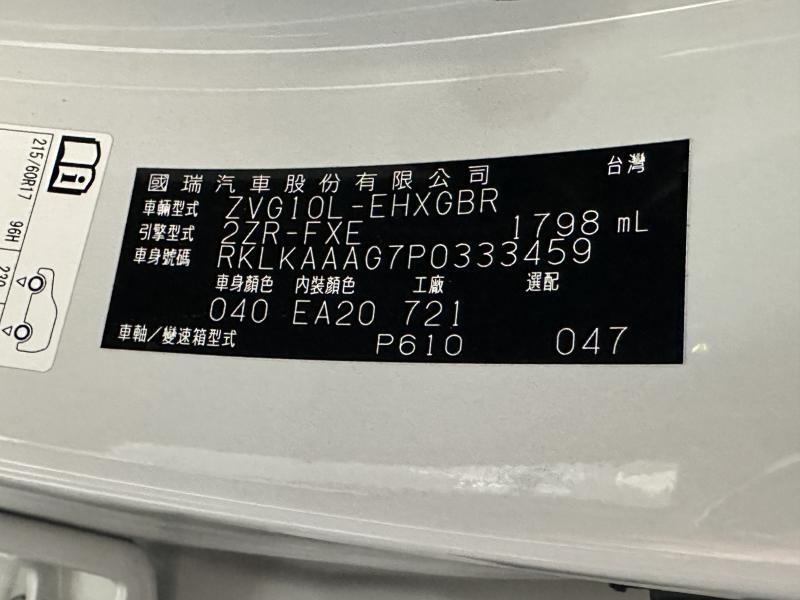 國瑞汽車股份有限公司 台灣
車輛型式 ZVG10L-EHXGBR
引擎型式 2ZR-FXE 1798 mL
車身號碼 RKLKAAAG7P0333459
車身顏色 內裝顏色 工廠 選配
040 EA20 721
車軸/變速箱型式 P610 047
215/60R17 96H